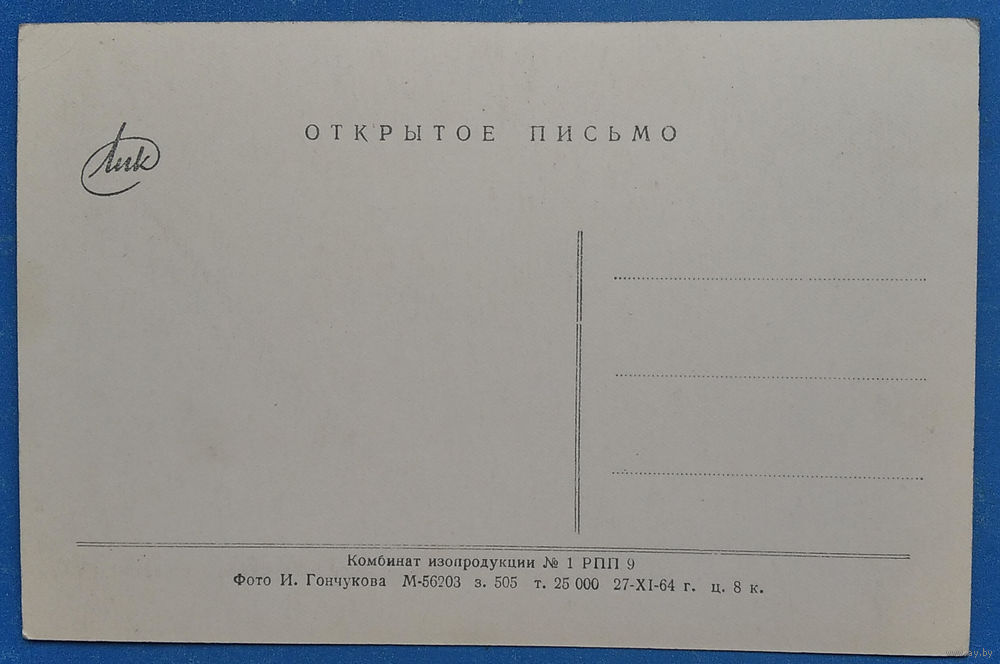 ОТКРЫТОЕ ПИСЬМО
Лик
Комбинат изопродукции № 1 РПП 9
Фото И. Гончукова М-56203 з. 505 т. 25 000 27-XI-64 г. ц. 8 к.